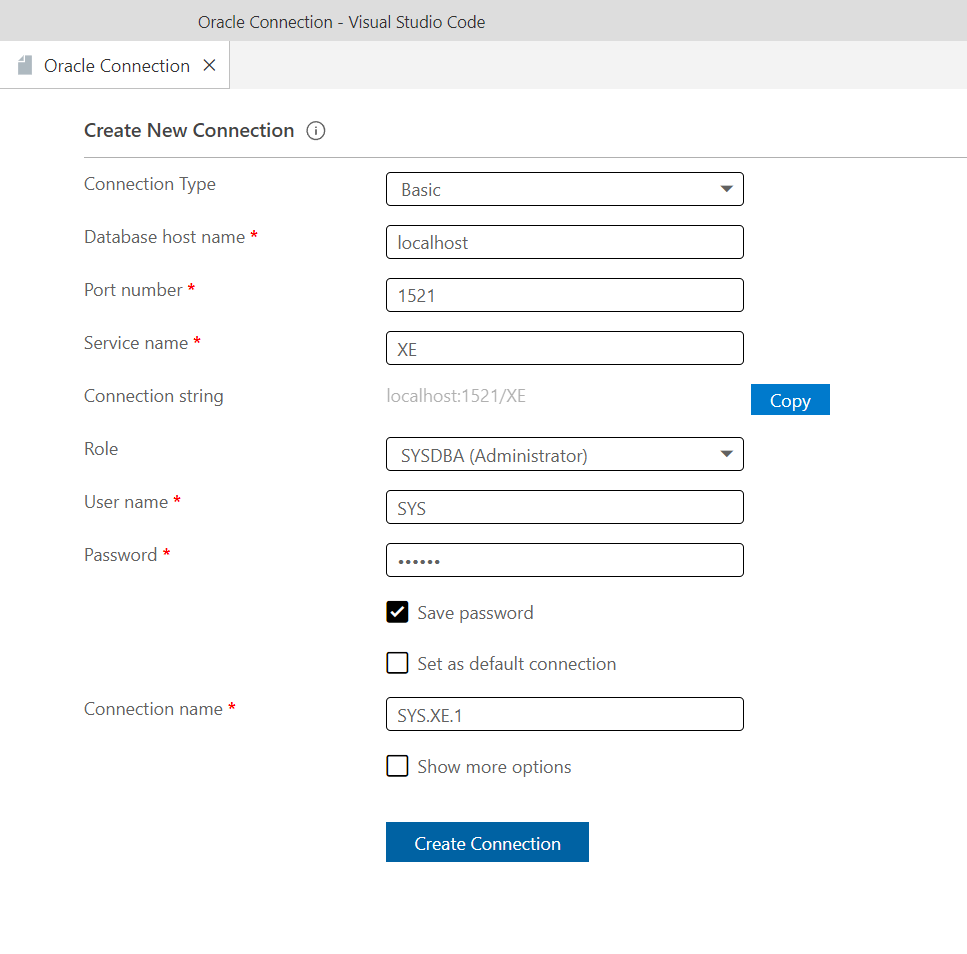 Oracle Connection - Visual Studio Code
Oracle Connection
Create New Connection
Connection Type Basic
Database host name * localhost
Port number * 1521
Service name * XE
Connection string localhost:1521/XE Copy
Role SYSDBA (Administrator)
User name * SYS
Password * ••••••
Save password
Set as default connection
Connection name * SYS.XE.1
Show more options
Create Connection